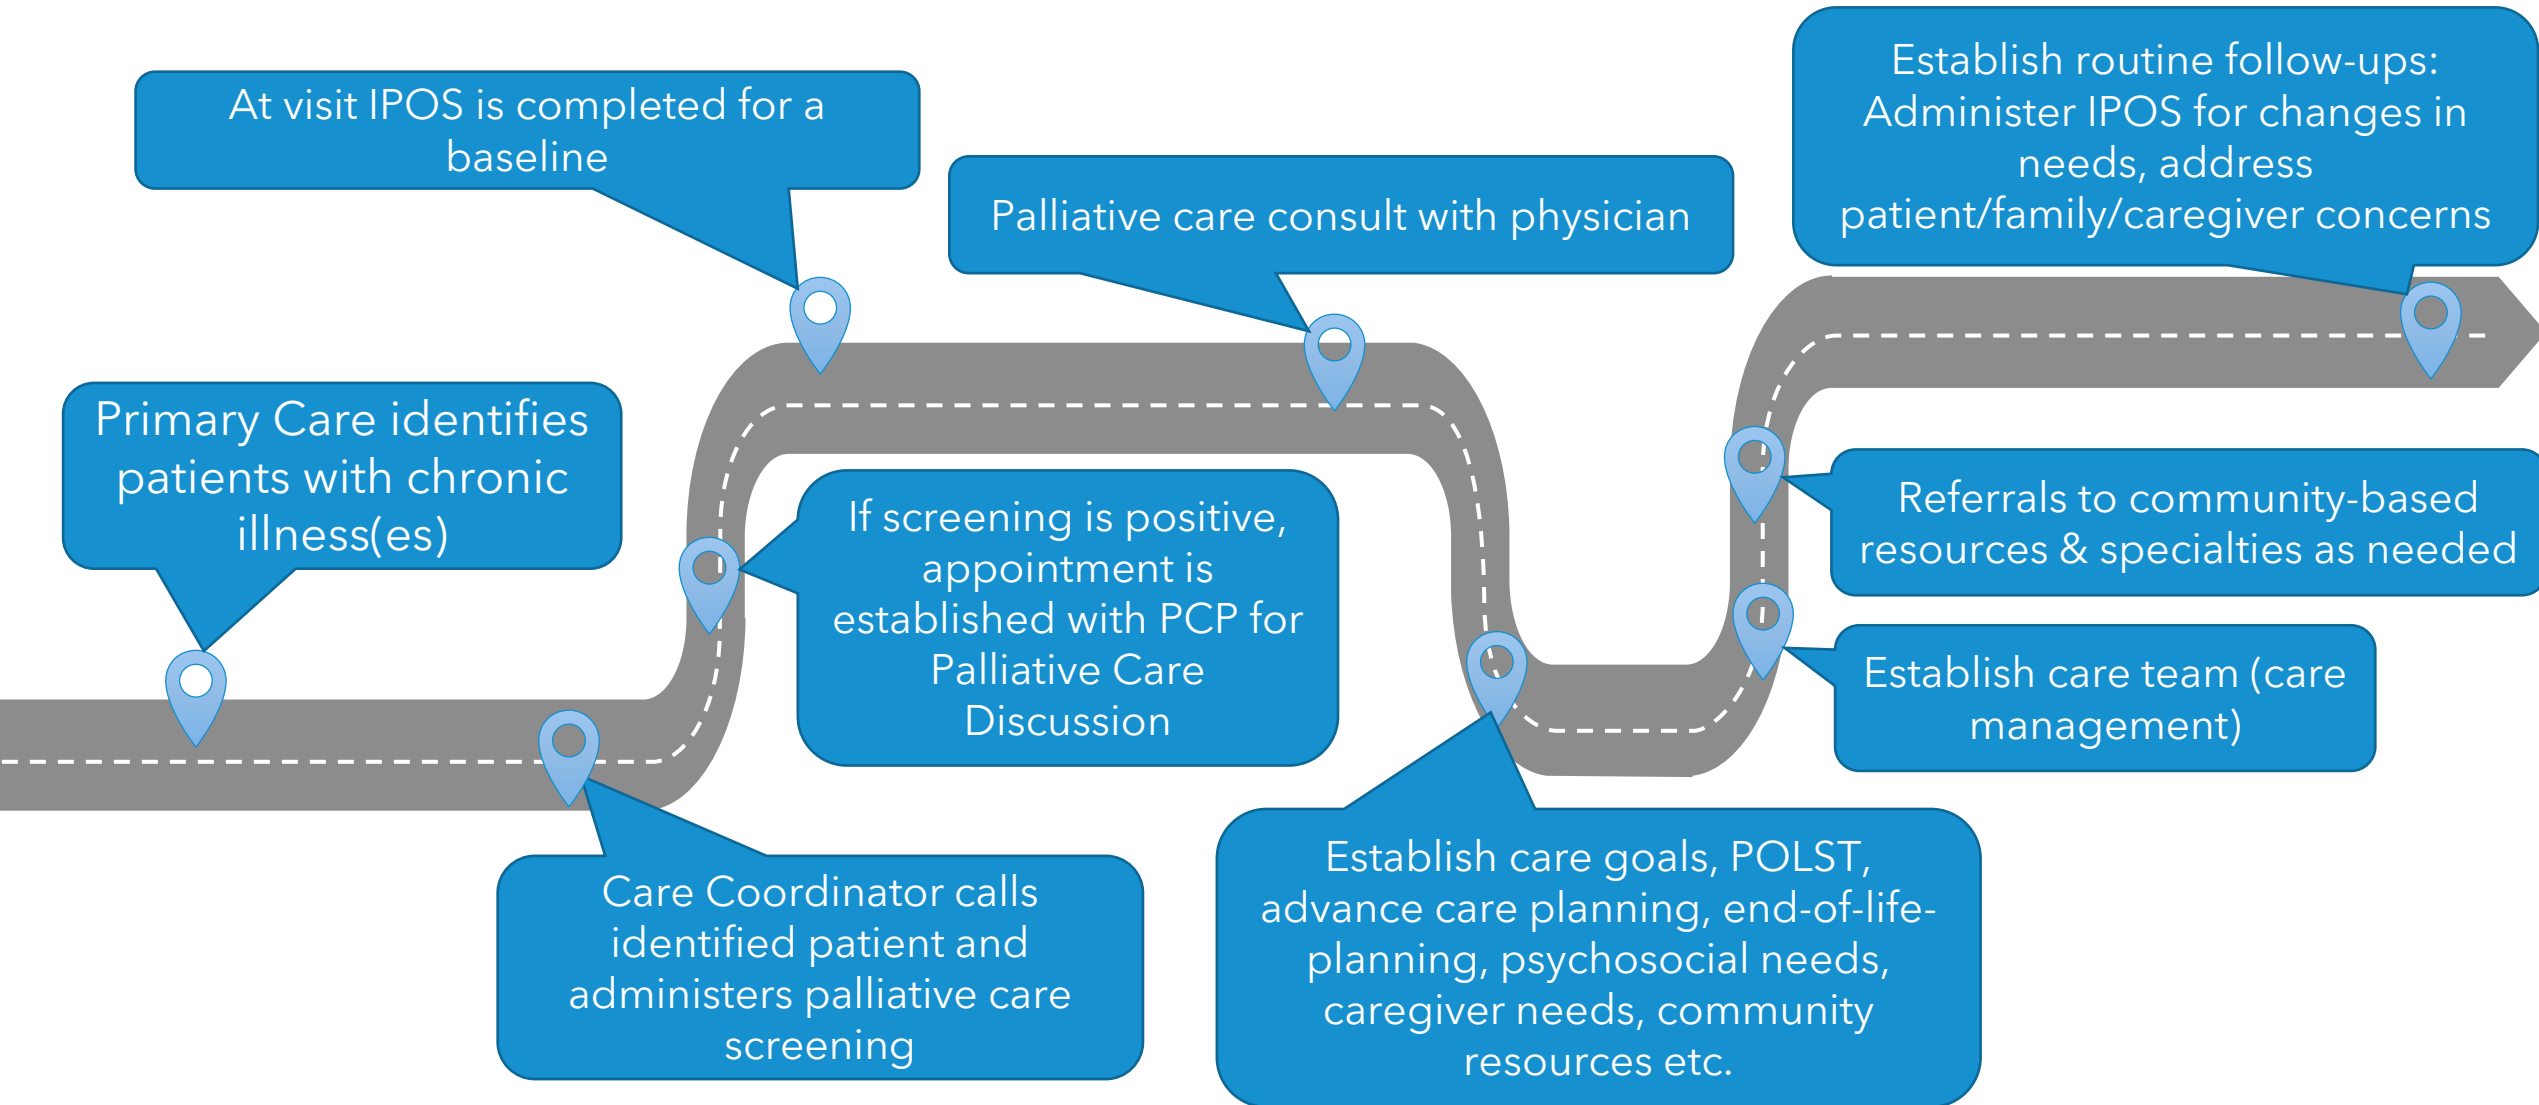 At visit IPOS is completed for a
baseline
Palliative care consult with physician
Establish routine follow-ups:
Administer IPOS for changes in
needs, address
patient/family/caregiver concerns
Primary Care identifies
patients with chronic
illness(es)
If screening is positive,
appointment is
established with PCP for
Palliative Care
Discussion
Referrals to community-based
resources & specialties as needed
Establish care team (care
management)
Care Coordinator calls
identified patient and
administers palliative care
screening
Establish care goals, POLST,
advance care planning, end-of-life-
planning, psychosocial needs,
caregiver needs, community
resources etc.